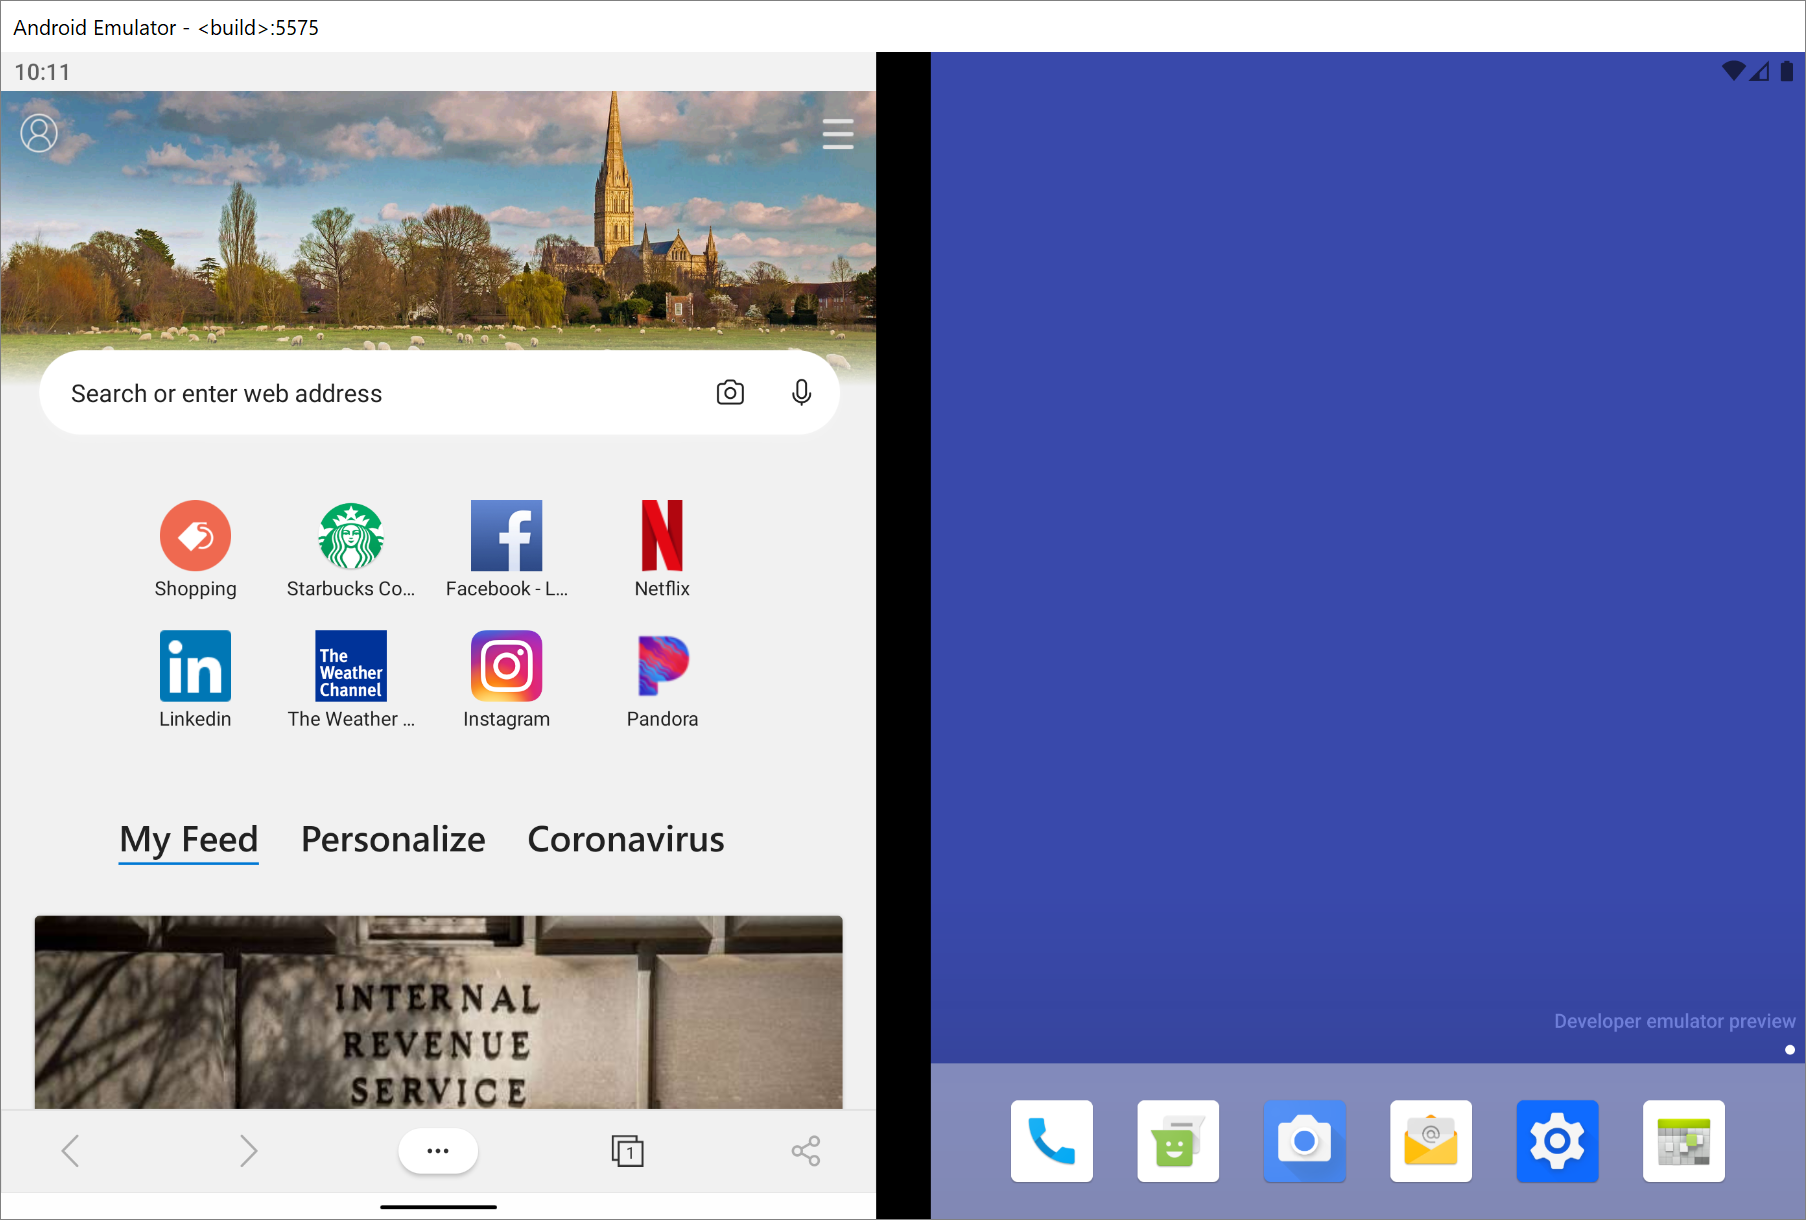 Android Emulator - <build>:5575
10:11
Search or enter web address
Shopping
Starbucks Co...
Facebook - L...
Netflix
in
The
Weather
Channel
Linkedin
The Weather ...
Instagram
Pandora
My Feed
Personalize
Coronavirus
INTERNAL
REVENUE
SERVICE
1
Developer emulator preview